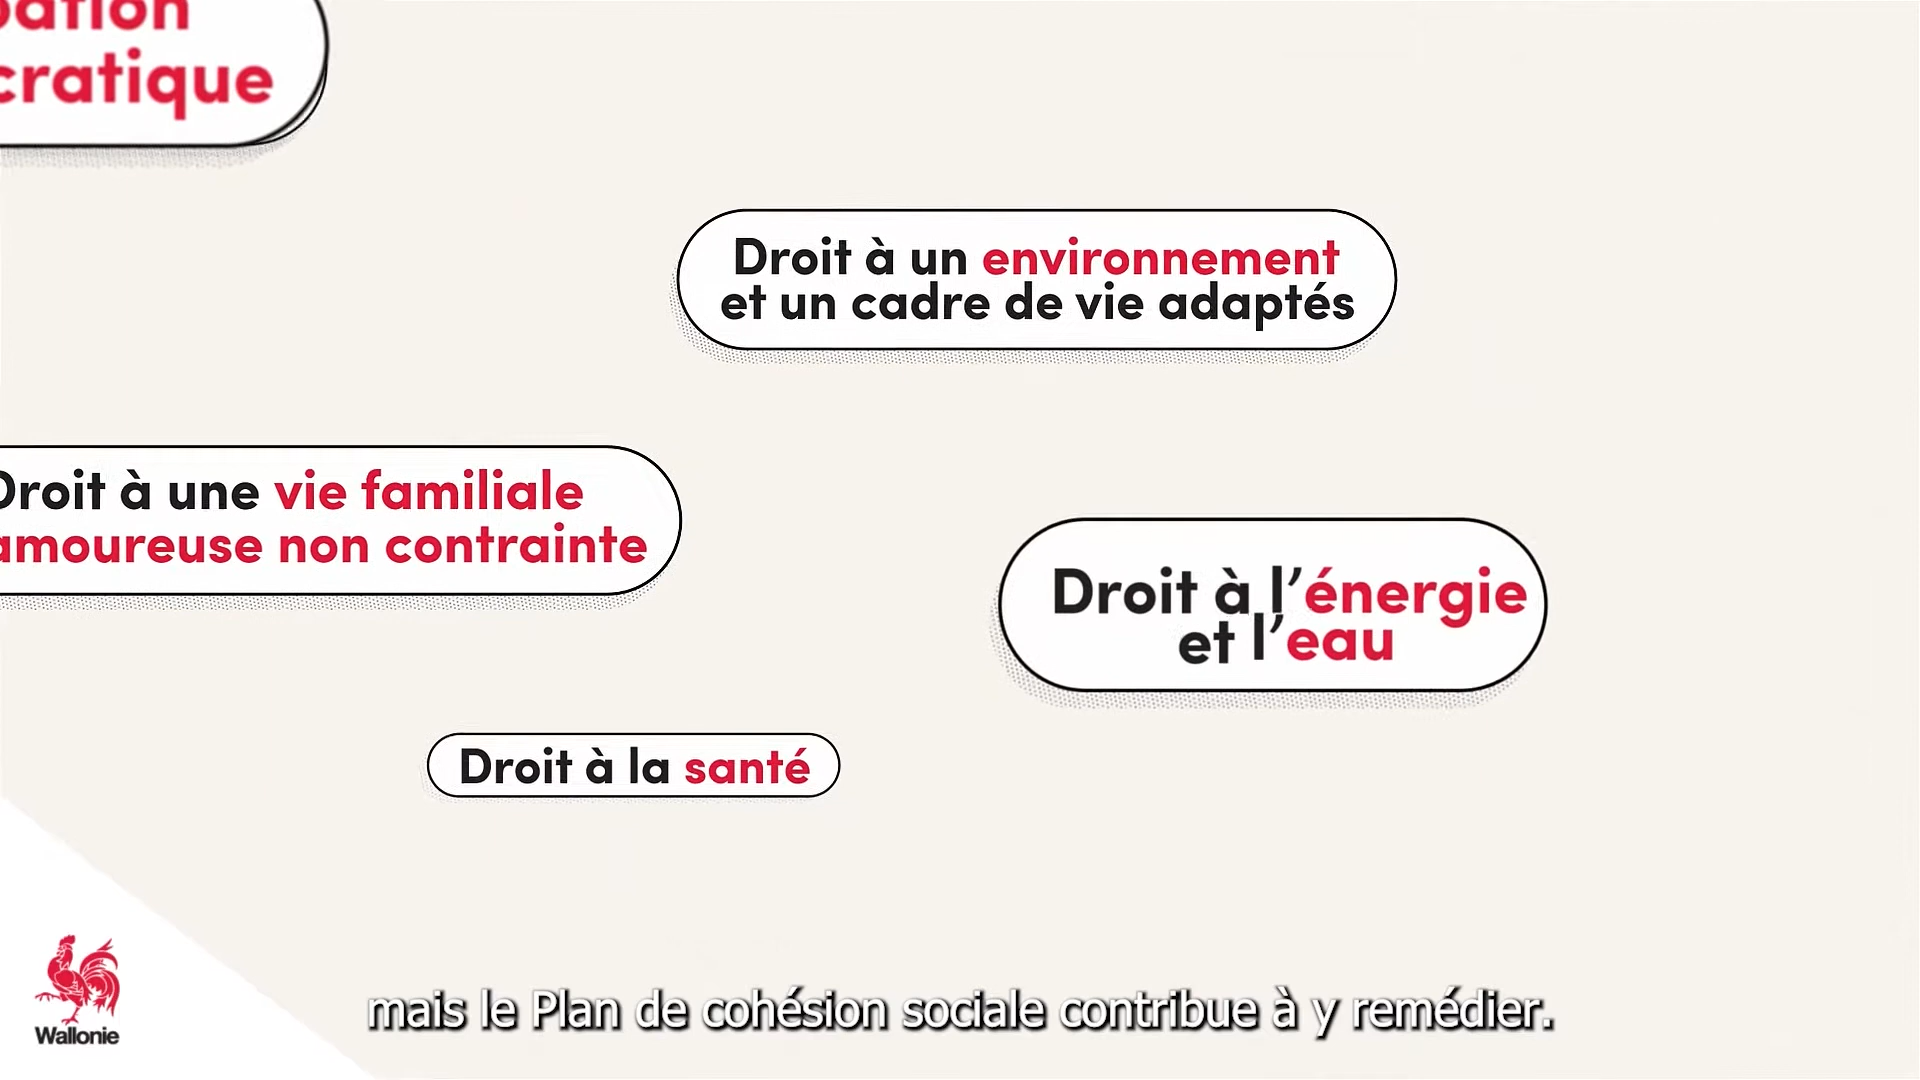 cratique
Droit à un environnement
et un cadre de vie adaptés
Droit à une vie familiale
amoureuse non contrainte
Droit à l’énergie
et l’eau
Droit à la santé
Wallonie
mais le Plan de cohésion sociale contribue à y remédier.